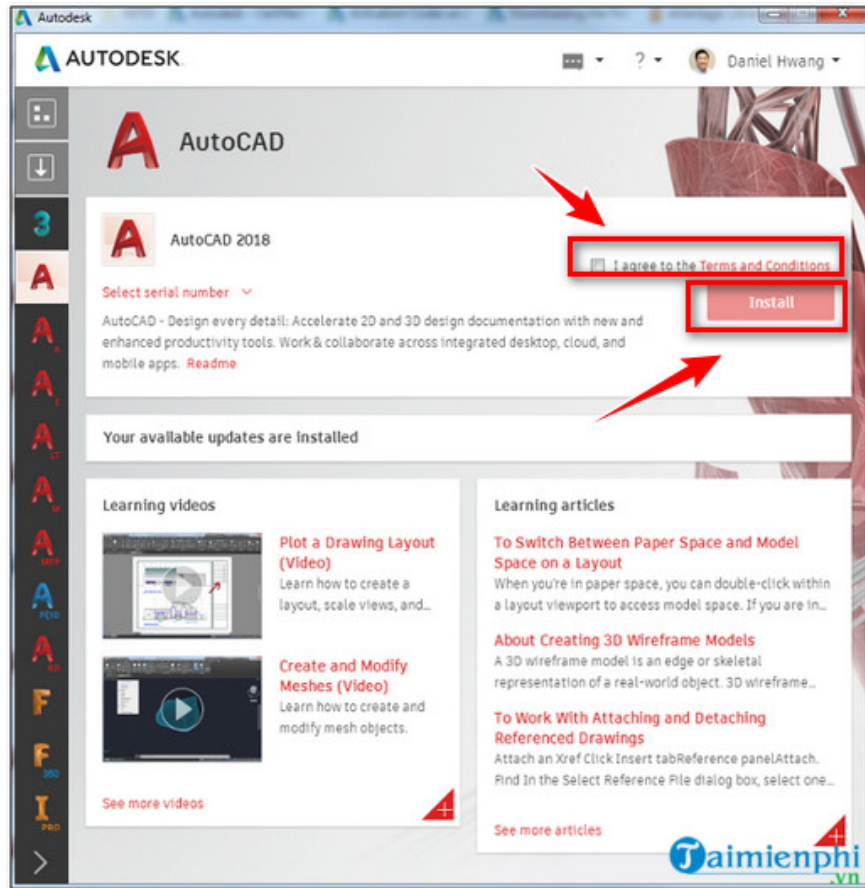 Autodesk
AUTODESK.
? Daniel Hwang
AutoCAD
AutoCAD 2018
I agree to the Terms and Conditions
Select serial number
Install
AutoCAD - Design every detail: Accelerate 2D and 3D design documentation with new and
enhanced productivity tools. Work & collaborate across integrated desktop, cloud, and
mobile apps. Readme
Your available updates are installed
Learning videos
Plot a Drawing Layout
(Video)
Learn how to create a
layout, scale views, and...
Create and Modify
Meshes (Video)
Learn how to create and
modify mesh objects.
See more videos
Learning articles
To Switch Between Paper Space and Model
Space on a Layout
When you're in paper space, you can double-click within
a layout viewport to access model space. If you are in...
About Creating 3D Wireframe Models
A 3D wireframe model is an edge or skeletal
representation of a real-world object. 3D wireframe...
To Work With Attaching and Detaching
Referenced Drawings
Attach an Xref Click Insert tabReference panelAttach.
Find In the Select Reference File dialog box, select one...
See more articles
3
A
A
A E
A LT
A M
A MEP
A P&ID
A
F
F 360
I PRO
Taimienphi
.vn